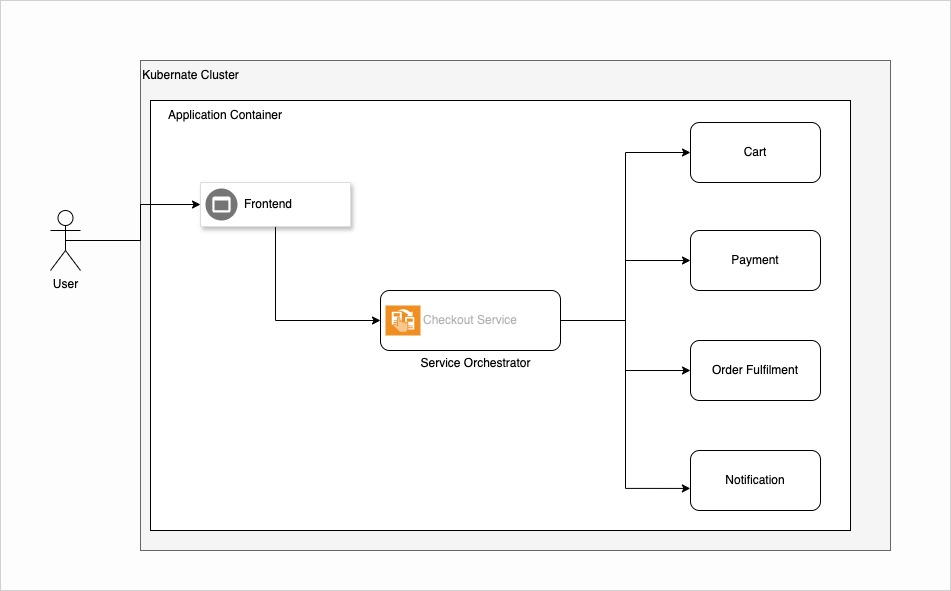 Kubernate Cluster
Application Container
Cart
Frontend
User
Payment
Checkout Service
Service Orchestrator
Order Fulfilment
Notification